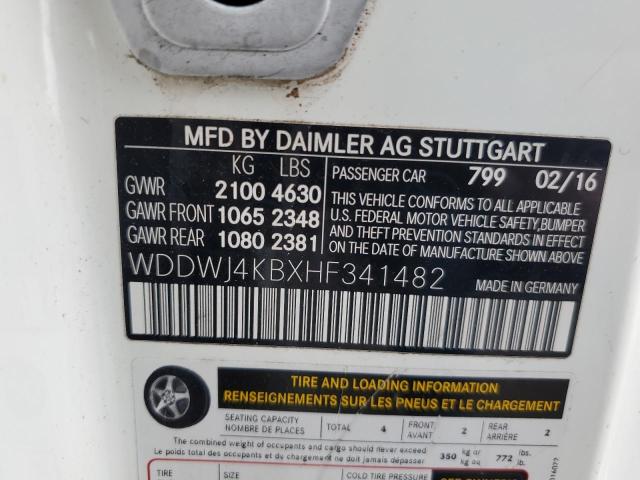 MFD BY DAIMLER AG STUTTGART
KG LBS
GVWR 2100 4630
GAWR FRONT 1065 2348
GAWR REAR 1080 2381
PASSENGER CAR 799 02/16
THIS VEHICLE CONFORMS TO ALL APPLICABLE
U.S. FEDERAL MOTOR VEHICLE SAFETY, BUMPER
AND THEFT PREVENTION STANDARDS IN EFFECT
ON THE DATE OF MANUFACTURE SHOWN ABOVE.
WDDWJ4KBXHF341482 MADE IN GERMANY
TIRE AND LOADING INFORMATION
RENSEIGNEMENTS SUR LES PNEUS ET LE CHARGEMENT
SEATING CAPACITY
NOMBRE DE PLACES
TOTAL 4
FRONT
AVANT 2
REAR
ARRIÈRE 2
The combined weight of occupants and cargo should never exceed
Le poids total des occupants et du chargement ne doit jamais dépasser
350 kg or
kg ou
772 lbs.
lb.
TIRE SIZE COLD TIRE PRESSURE